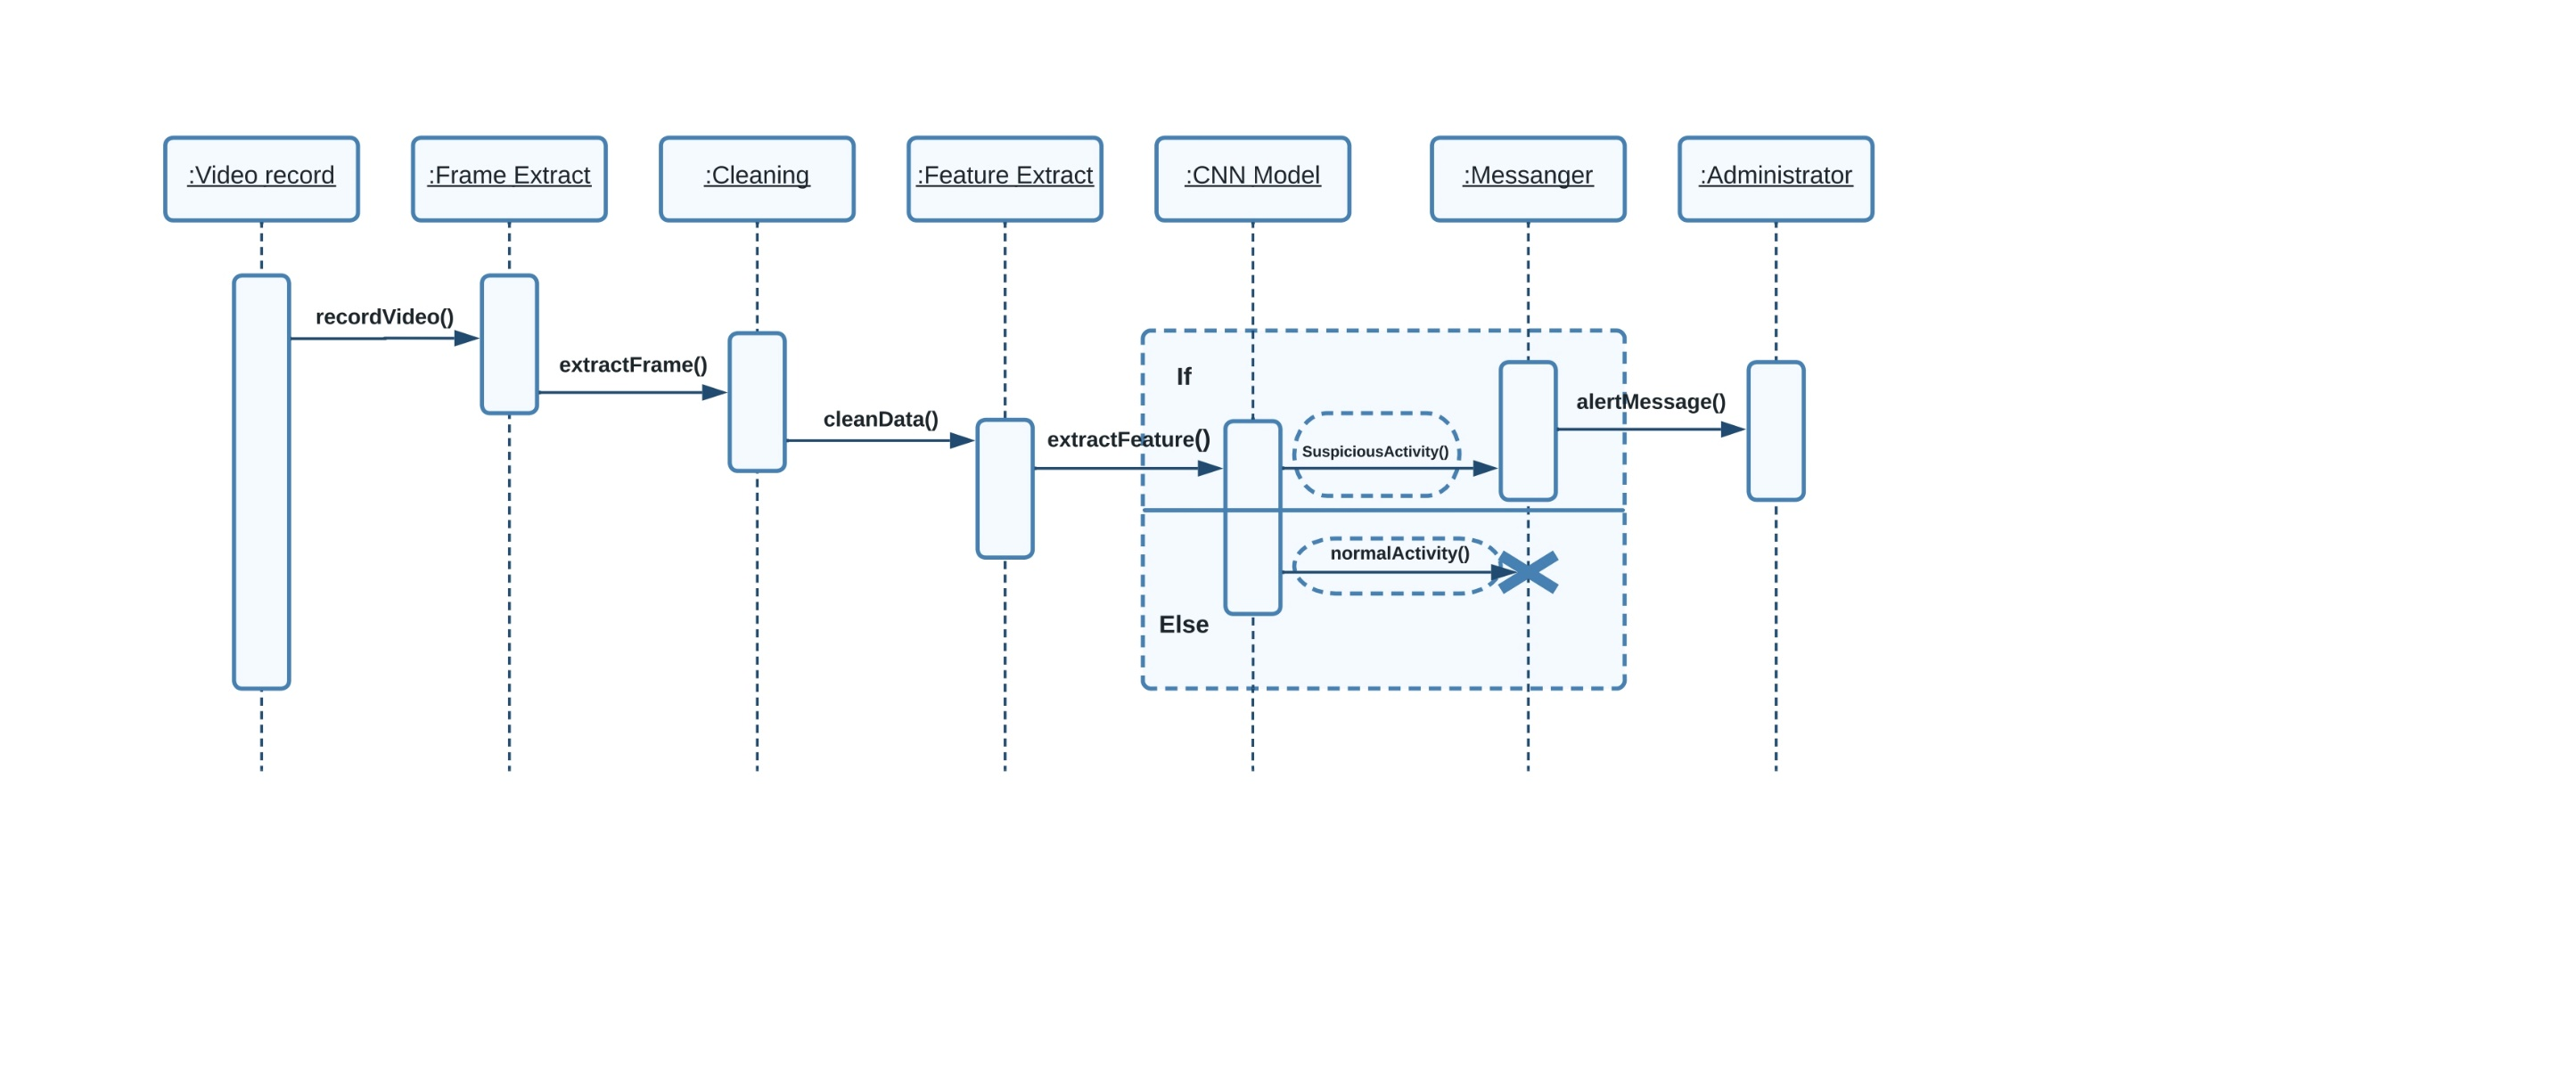 :Video record
:Frame Extract
:Cleaning
:Feature Extract
:CNN Model
:Messanger
:Administrator
recordVideo()
extractFrame()
cleanData()
extractFeature()
If
SuspiciousActivity()
alertMessage()
normalActivity()
Else